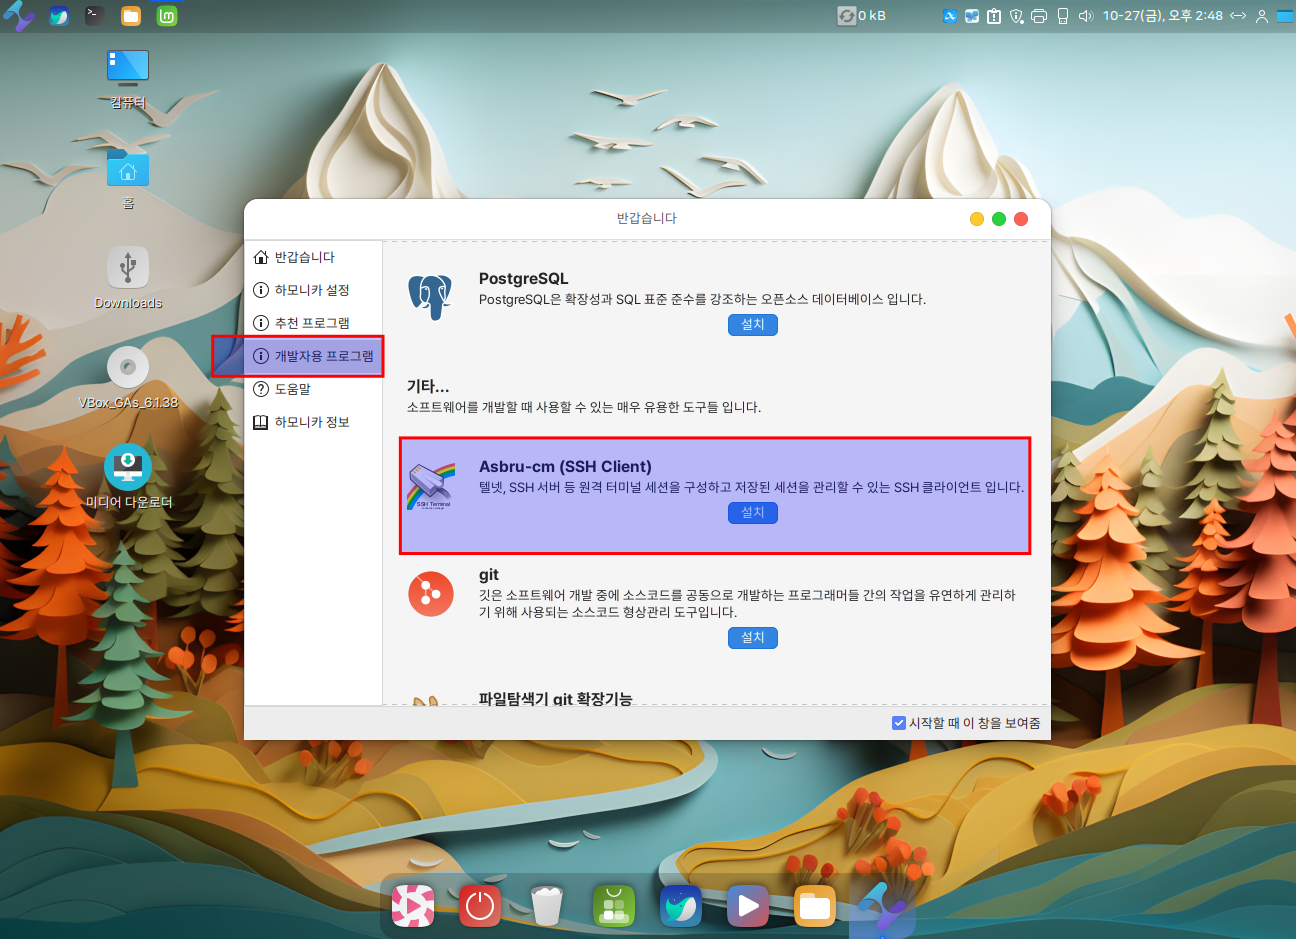 0 kB
10-27(금), 오후 2:48
컴퓨터
홈
Downloads
VBox_GAs_6.1.38
미디어 다운로더
반갑습니다
반갑습니다
하모니카 설정
추천 프로그램
개발자용 프로그램
도움말
하모니카 정보
PostgreSQL
PostgreSQL은 확장성과 SQL 표준 준수를 강조하는 오픈소스 데이터베이스 입니다.
설치
기타...
소프트웨어를 개발할 때 사용할 수 있는 매우 유용한 도구들 입니다.
Asbru-cm (SSH Client)
텔넷, SSH 서버 등 원격 터미널 세션을 구성하고 저장된 세션을 관리할 수 있는 SSH 클라이언트 입니다.
SSH Terminal
설치
git
깃은 소프트웨어 개발 중에 소스코드를 공동으로 개발하는 프로그래머들 간의 작업을 유연하게 관리하
기 위해 사용되는 소스코드 형상관리 도구입니다.
설치
파일탐색기 git 확장기능
시작할 때 이 창을 보여줌